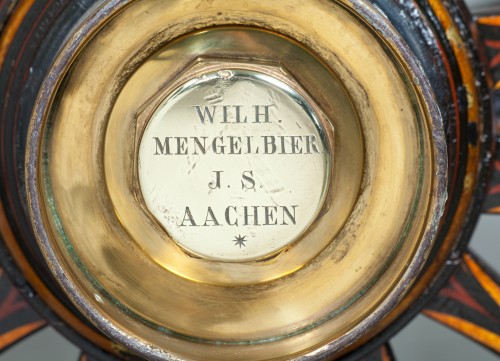 WILH.
MENGELBIER
J. S.
AACHEN